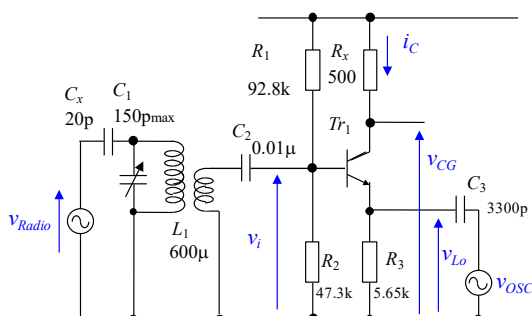 R1
92.8k
Rx
500
iC
Cx
20p
C1
150pmax
C2
0.01µ
Tr1
vCG
C3
3300p
vRadio
L1
600µ
vi
R2
47.3k
R3
5.65k
vLo
vOSC